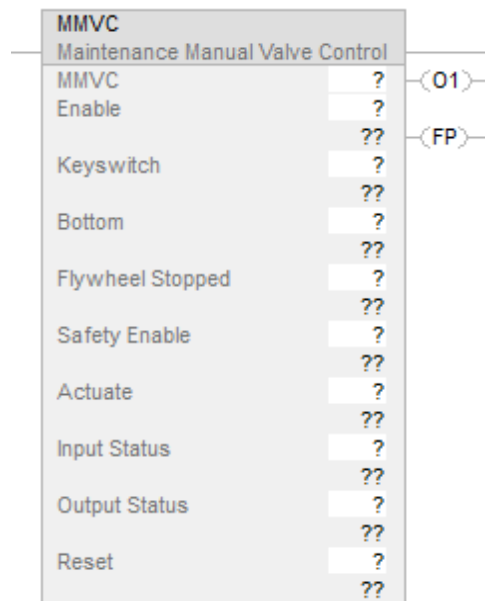 MMVC
Maintenance Manual Valve Control
MMVC ? (O1)
Enable ?
?? (FP)
Keyswitch ?
??
Bottom ?
??
Flywheel Stopped ?
??
Safety Enable ?
??
Actuate ?
??
Input Status ?
??
Output Status ?
??
Reset ?
??